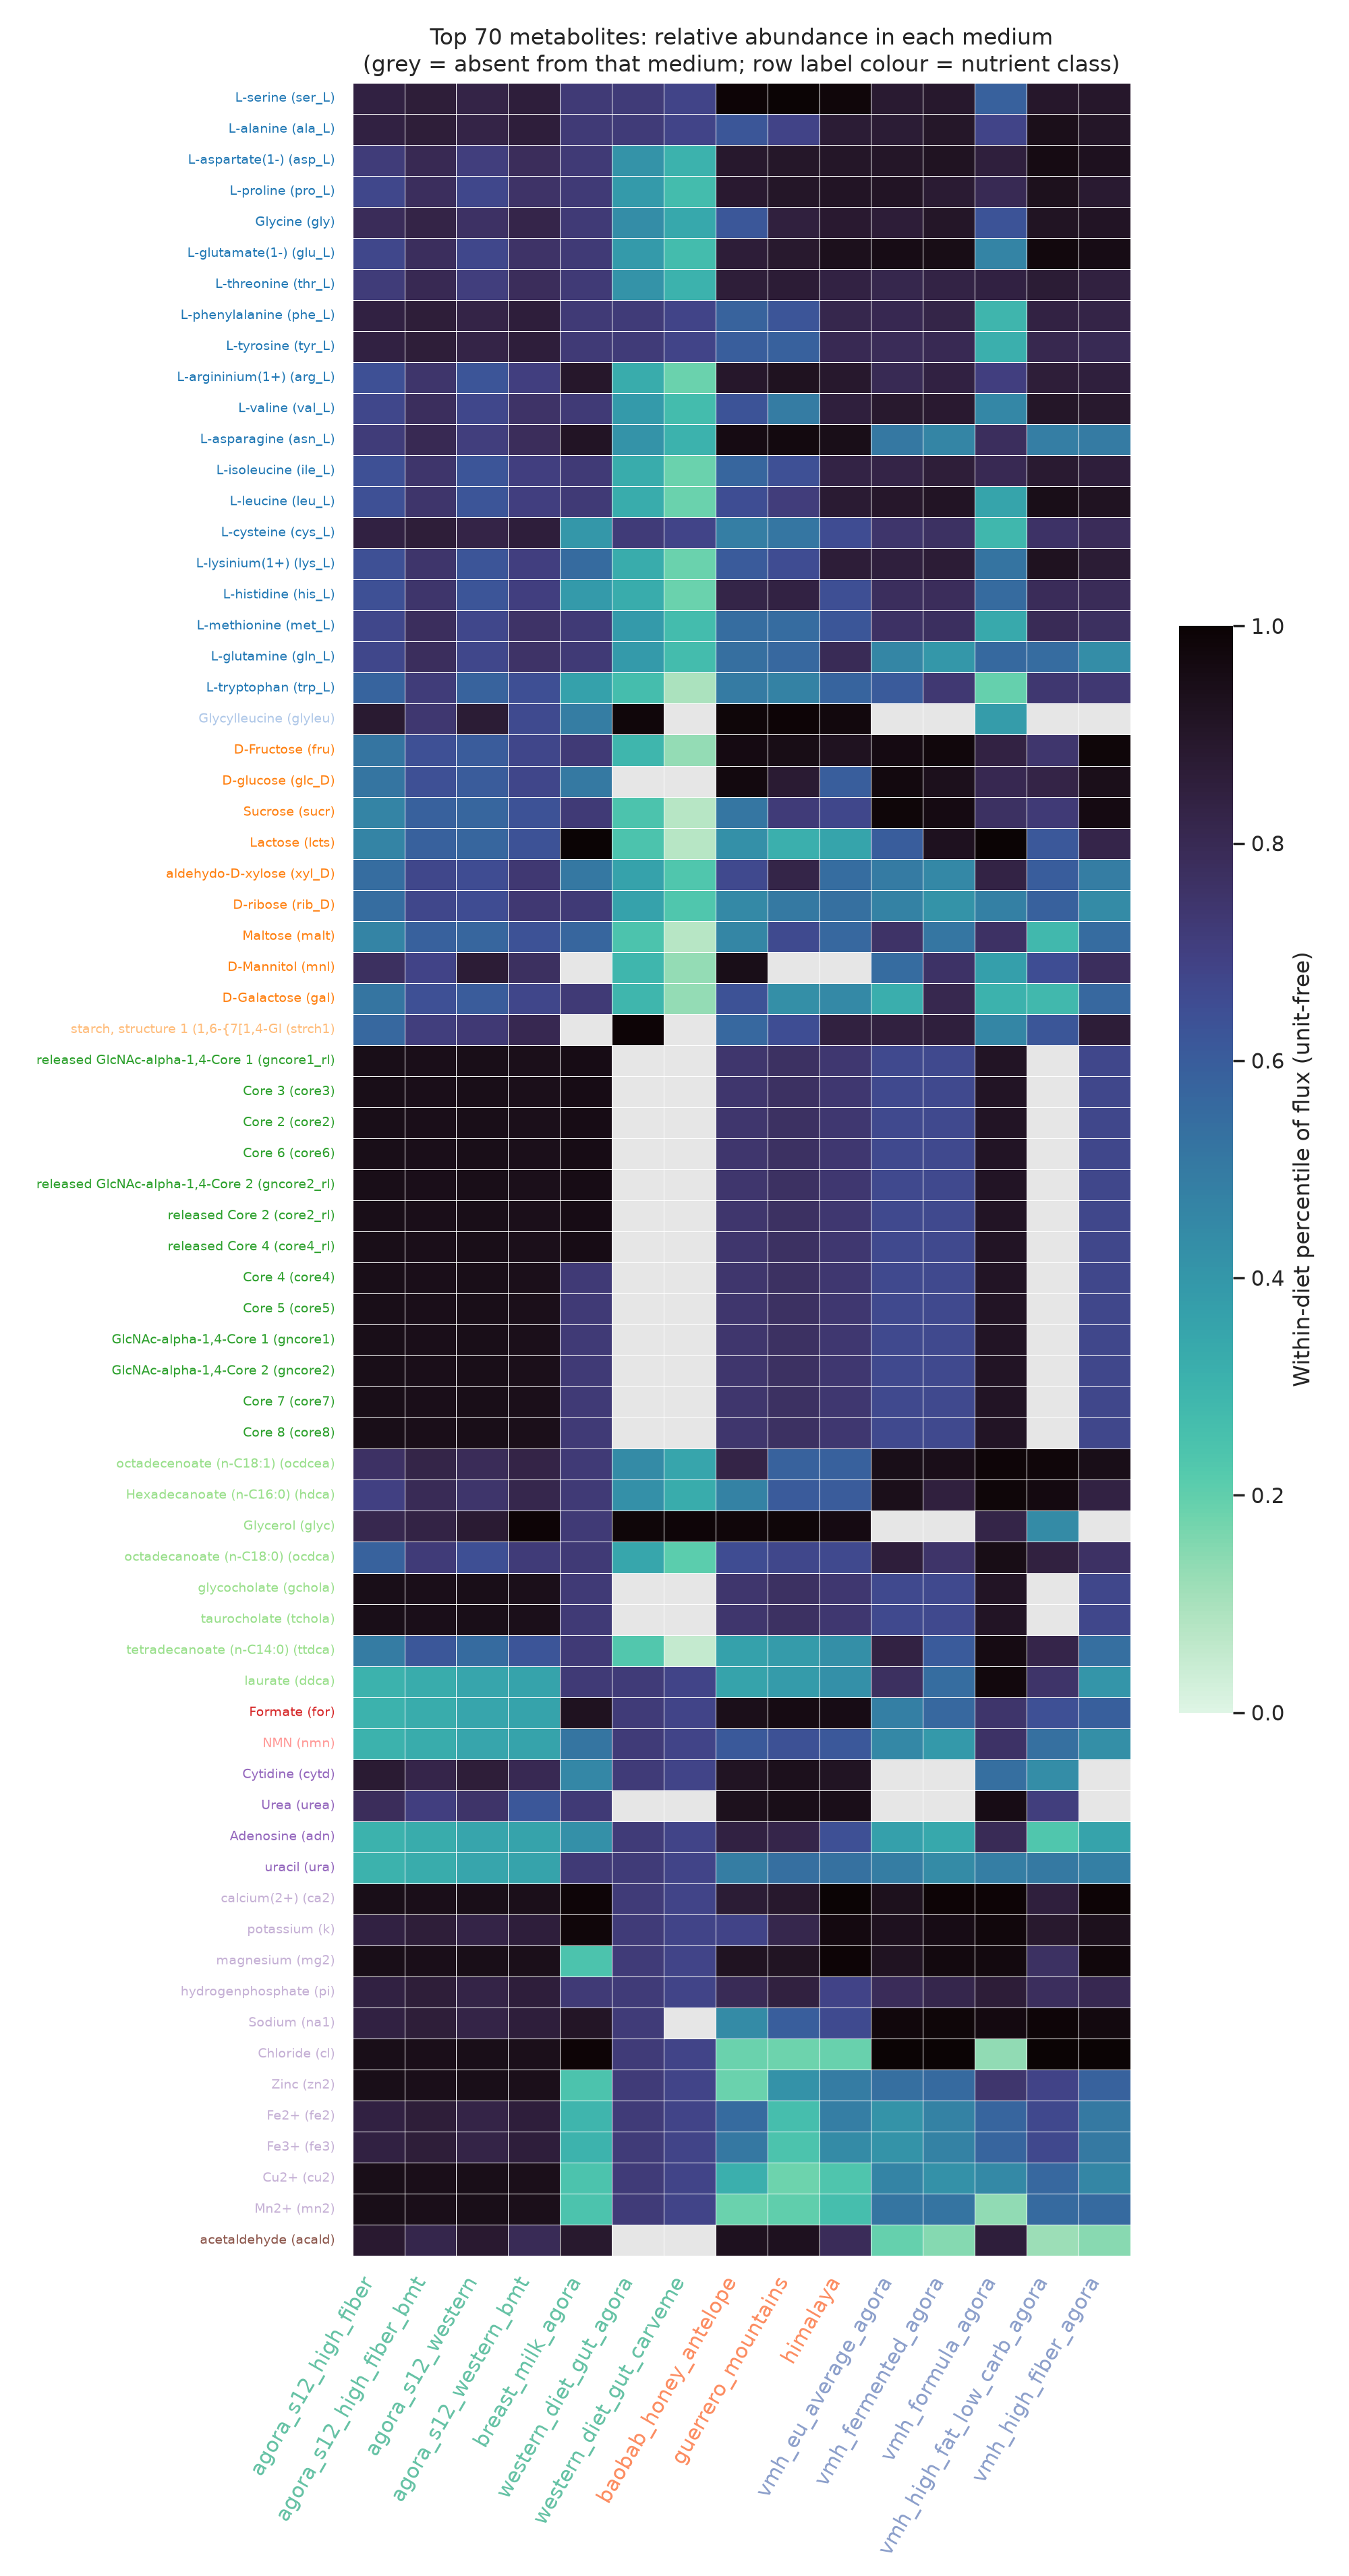 Top 70 metabolites: relative abundance in each medium
(grey = absent from that medium; row label colour = nutrient class)
L-serine (ser_L)
L-alanine (ala_L)
L-aspartate(1-) (asp_L)
L-proline (pro_L)
Glycine (gly)
L-glutamate(1-) (glu_L)
L-threonine (thr_L)
L-phenylalanine (phe_L)
L-tyrosine (tyr_L)
L-argininium(1+) (arg_L)
L-valine (val_L)
L-asparagine (asn_L)
L-isoleucine (ile_L)
L-leucine (leu_L)
L-cysteine (cys_L)
L-lysinium(1+) (lys_L)
L-histidine (his_L)
L-methionine (met_L)
L-glutamine (gln_L)
L-tryptophan (trp_L)
Glycylleucine (glyleu)
D-Fructose (fru)
D-glucose (glc_D)
Sucrose (sucr)
Lactose (lcts)
aldehydo-D-xylose (xyl_D)
D-ribose (rib_D)
Maltose (malt)
D-Mannitol (mnl)
D-Galactose (gal)
starch, structure 1 (1,6-{7[1,4-Gl (strch1)
released GlcNAc-alpha-1,4-Core 1 (gncore1_rl)
Core 3 (core3)
Core 2 (core2)
Core 6 (core6)
released GlcNAc-alpha-1,4-Core 2 (gncore2_rl)
released Core 2 (core2_rl)
released Core 4 (core4_rl)
Core 4 (core4)
Core 5 (core5)
GlcNAc-alpha-1,4-Core 1 (gncore1)
GlcNAc-alpha-1,4-Core 2 (gncore2)
Core 7 (core7)
Core 8 (core8)
octadecenoate (n-C18:1) (ocdcea)
Hexadecanoate (n-C16:0) (hdca)
Glycerol (glyc)
octadecanoate (n-C18:0) (ocdca)
glycocholate (gchola)
taurocholate (tchola)
tetradecanoate (n-C14:0) (ttdca)
laurate (ddca)
Formate (for)
NMN (nmn)
Cytidine (cytd)
Urea (urea)
Adenosine (adn)
uracil (ura)
calcium(2+) (ca2)
potassium (k)
magnesium (mg2)
hydrogenphosphate (pi)
Sodium (na1)
Chloride (cl)
Zinc (zn2)
Fe2+ (fe2)
Fe3+ (fe3)
Cu2+ (cu2)
Mn2+ (mn2)
acetaldehyde (acald)
agora_s12_high_fiber
agora_s12_high_fiber_bmt
agora_s12_western
agora_s12_western_bmt
breast_milk_agora
western_diet_gut_agora
western_diet_gut_carveme
baobab_honey_antelope
guerrero_mountains
himalaya
vmh_eu_average_agora
vmh_fermented_agora
vmh_formula_agora
vmh_high_fat_low_carb_agora
vmh_high_fiber_agora
1.0
0.8
0.6
0.4
0.2
0.0
Within-diet percentile of flux (unit-free)